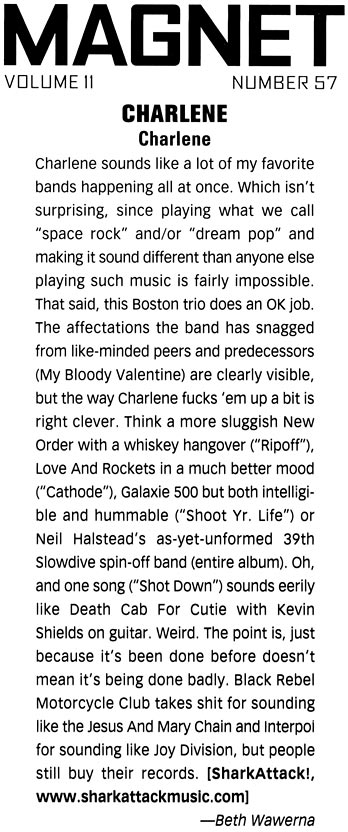 MAGNET
VOLUME 11 NUMBER 57
CHARLENE
Charlene
Charlene sounds like a lot of my favorite
bands happening all at once. Which isn't
surprising, since playing what we call
"space rock" and/or "dream pop" and
making it sound different than anyone else
playing such music is fairly impossible.
That said, this Boston trio does an OK job.
The affectations the band has snagged
from like-minded peers and predecessors
(My Bloody Valentine) are clearly visible,
but the way Charlene fucks 'em up a bit is
right clever. Think a more sluggish New
Order with a whiskey hangover ("Ripoff"),
Love And Rockets in a much better mood
("Cathode"), Galaxie 500 but both intelligi-
ble and hummable ("Shoot Yr. Life") or
Neil Halstead's as-yet-unformed 39th
Slowdive spin-off band (entire album). Oh,
and one song ("Shot Down") sounds eerily
like Death Cab For Cutie with Kevin
Shields on guitar. Weird. The point is, just
because it's been done before doesn't
mean it's being done badly. Black Rebel
Motorcycle Club takes shit for sounding
like the Jesus And Mary Chain and Interpol
for sounding like Joy Division, but people
still buy their records. [SharkAttack!,
www.sharkattackmusic.com]
—Beth Wawerna